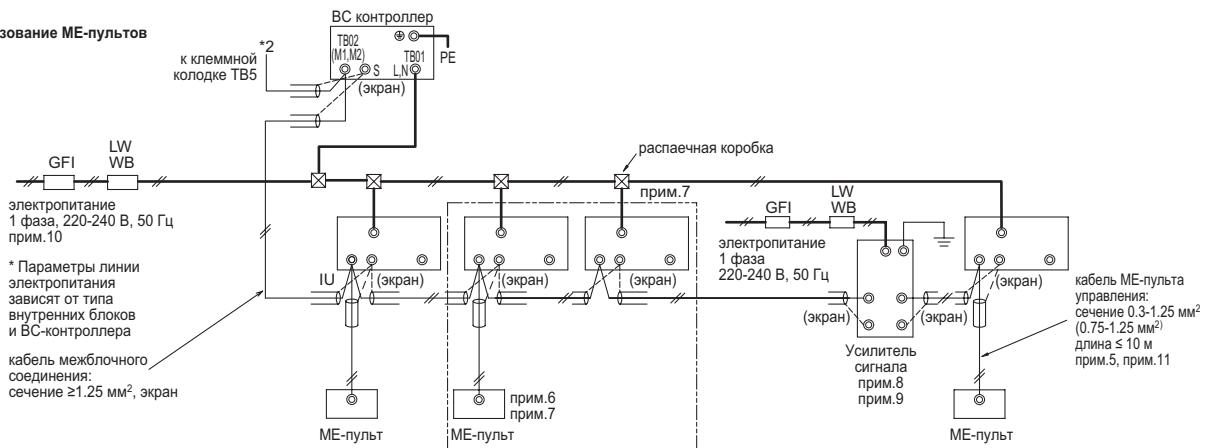 зование МЕ-пультов
ВС контроллер
*2
к клеммной
колодке ТВ5
TB02
(M1,M2)
S
TB01
L,N
PE
(экран)
GFI
LW
WB
распаечная коробка
прим.7
электропитание
1 фаза, 220-240 В, 50 Гц
прим.10
* Параметры линии
электропитания
зависят от типа
внутренних блоков
и ВС-контроллера
кабель межблочного
соединения:
сечение ≥1.25 мм², экран
IU
(экран)
(экран)
(экран)
GFI
LW
WB
электропитание
1 фаза
220-240 В, 50 Гц
(экран)
(экран)
(экран)
Усилитель
сигнала
прим.8
прим.9
кабель МЕ-пульта
управления:
сечение 0.3-1.25 мм²
(0.75-1.25 мм²)
длина ≤ 10 м
прим.5, прим.11
прим.6
прим.7
МЕ-пульт
МЕ-пульт
МЕ-пульт